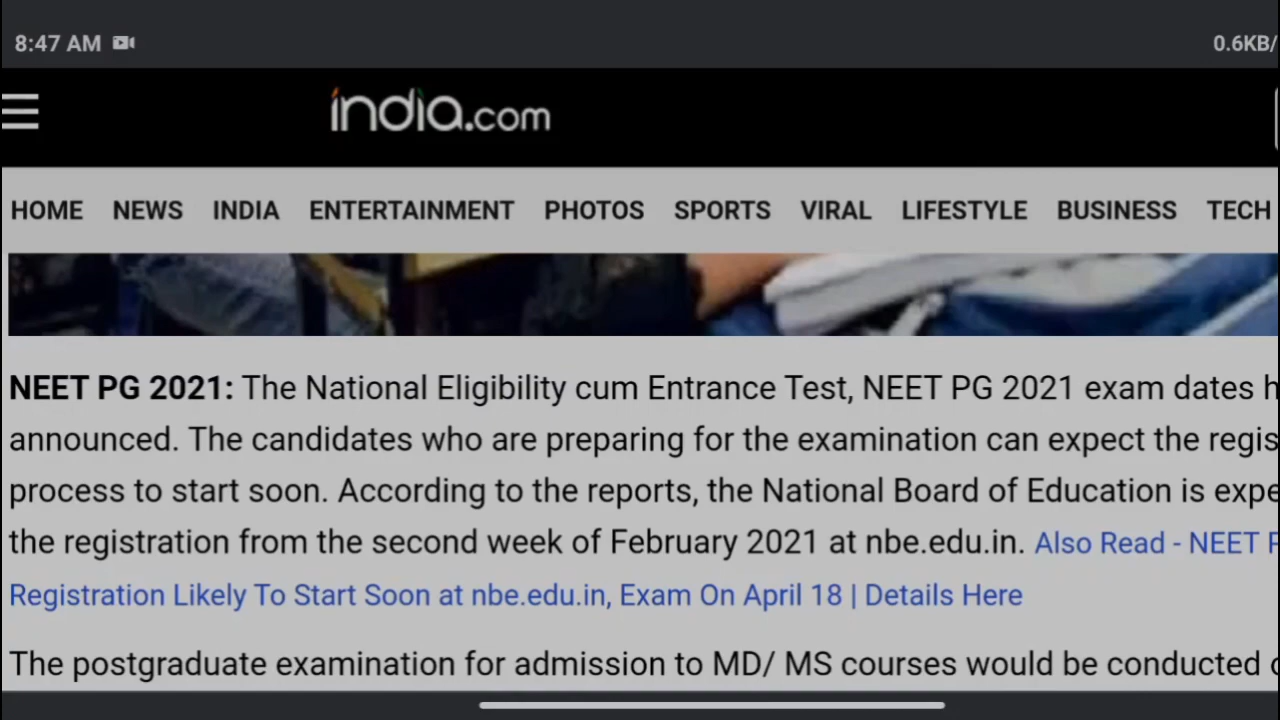 8:47 AM
0.6KB/
india.com
HOME NEWS INDIA ENTERTAINMENT PHOTOS SPORTS VIRAL LIFESTYLE BUSINESS TECH
NEET PG 2021: The National Eligibility cum Entrance Test, NEET PG 2021 exam dates
announced. The candidates who are preparing for the examination can expect the regis
process to start soon. According to the reports, the National Board of Education is expe
the registration from the second week of February 2021 at nbe.edu.in. Also Read - NEET
Registration Likely To Start Soon at nbe.edu.in, Exam On April 18 | Details Here
The postgraduate examination for admission to MD/ MS courses would be conducted